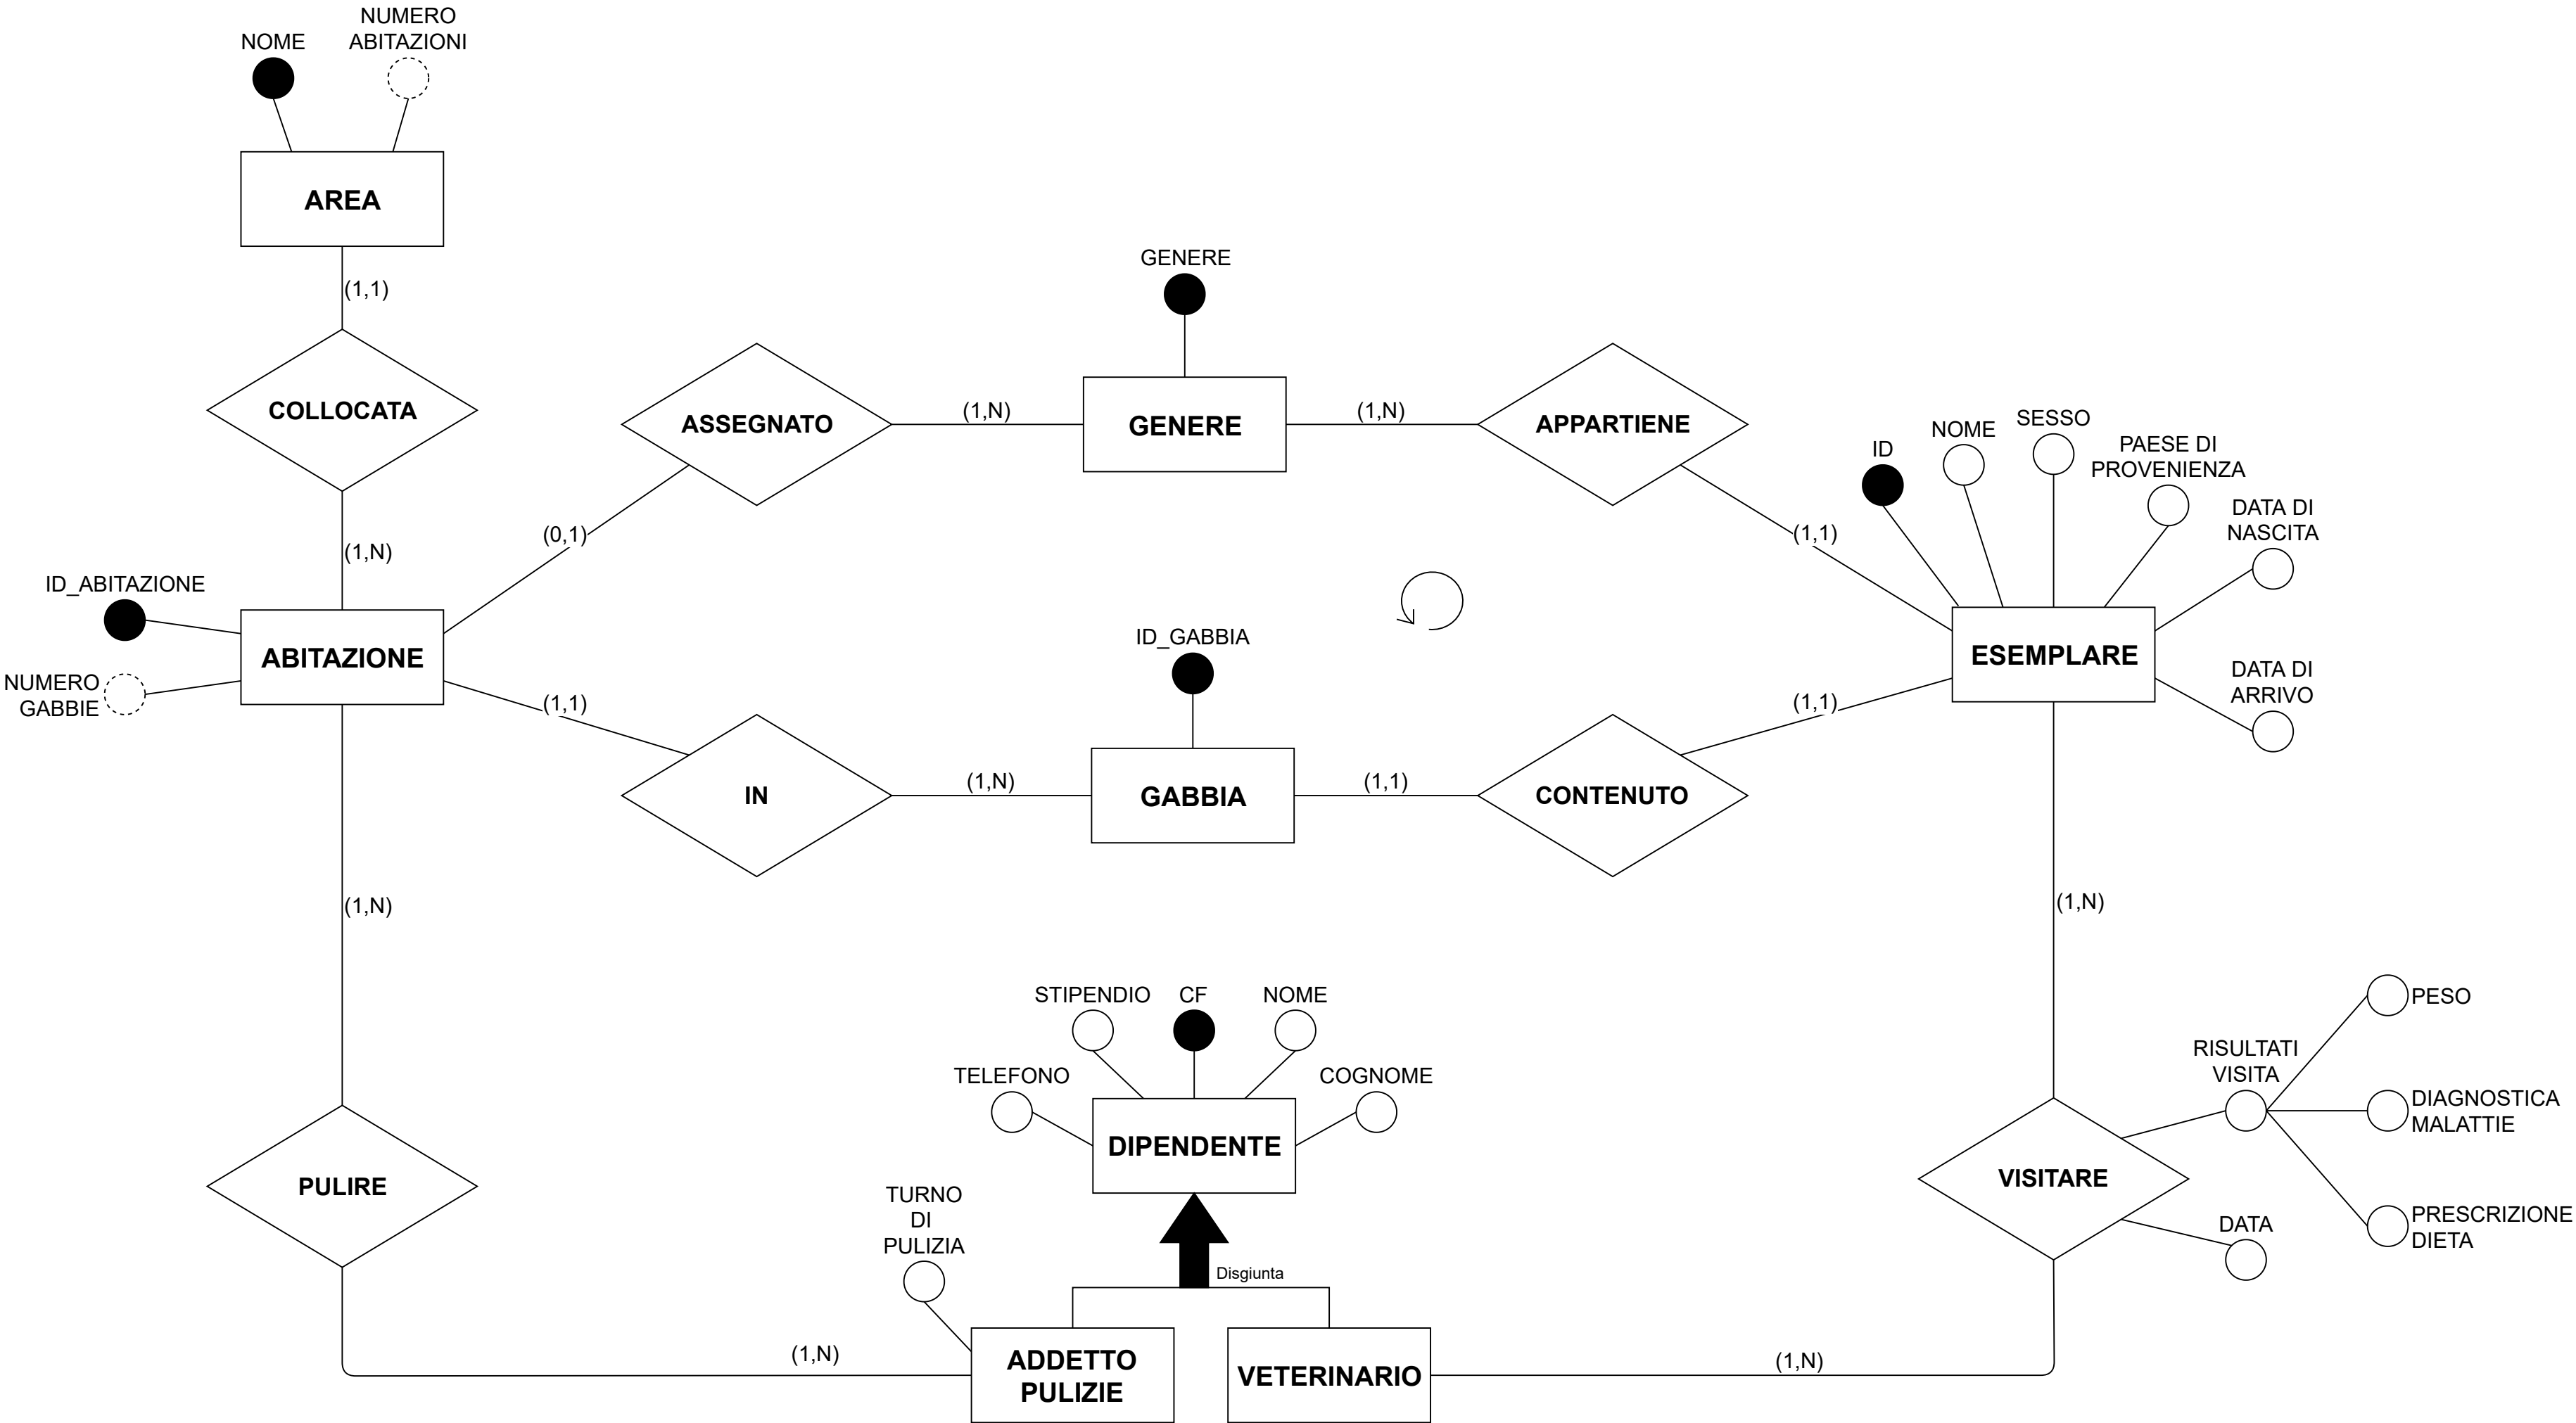 NUMERO
ABITAZIONI
NOME
AREA
(1,1)
COLLOCATA
(1,N)
ID_ABITAZIONE
ABITAZIONE
NUMERO
GABBIE
ASSEGNATO
(0,1)
(1,N)
GENERE
GENERE
(1,N)
APPARTIENE
(1,1)
ID
NOME
SESSO
PAESE DI
PROVENIENZA
DATA DI
NASCITA
ESEMPLARE
DATA DI
ARRIVO
(1,1)
IN
(1,N)
ID_GABBIA
GABBIA
(1,1)
CONTENUTO
(1,1)
(1,N)
(1,N)
PULIRE
(1,N)
STIPENDIO
CF
NOME
TELEFONO
COGNOME
DIPENDENTE
TURNO
DI
PULIZIA
Disgiunta
ADDETTO
PULIZIE
VETERINARIO
(1,N)
VISITARE
RISULTATI
VISITA
PESO
DIAGNOSTICA
MALATTIE
PRESCRIZIONE
DIETA
DATA